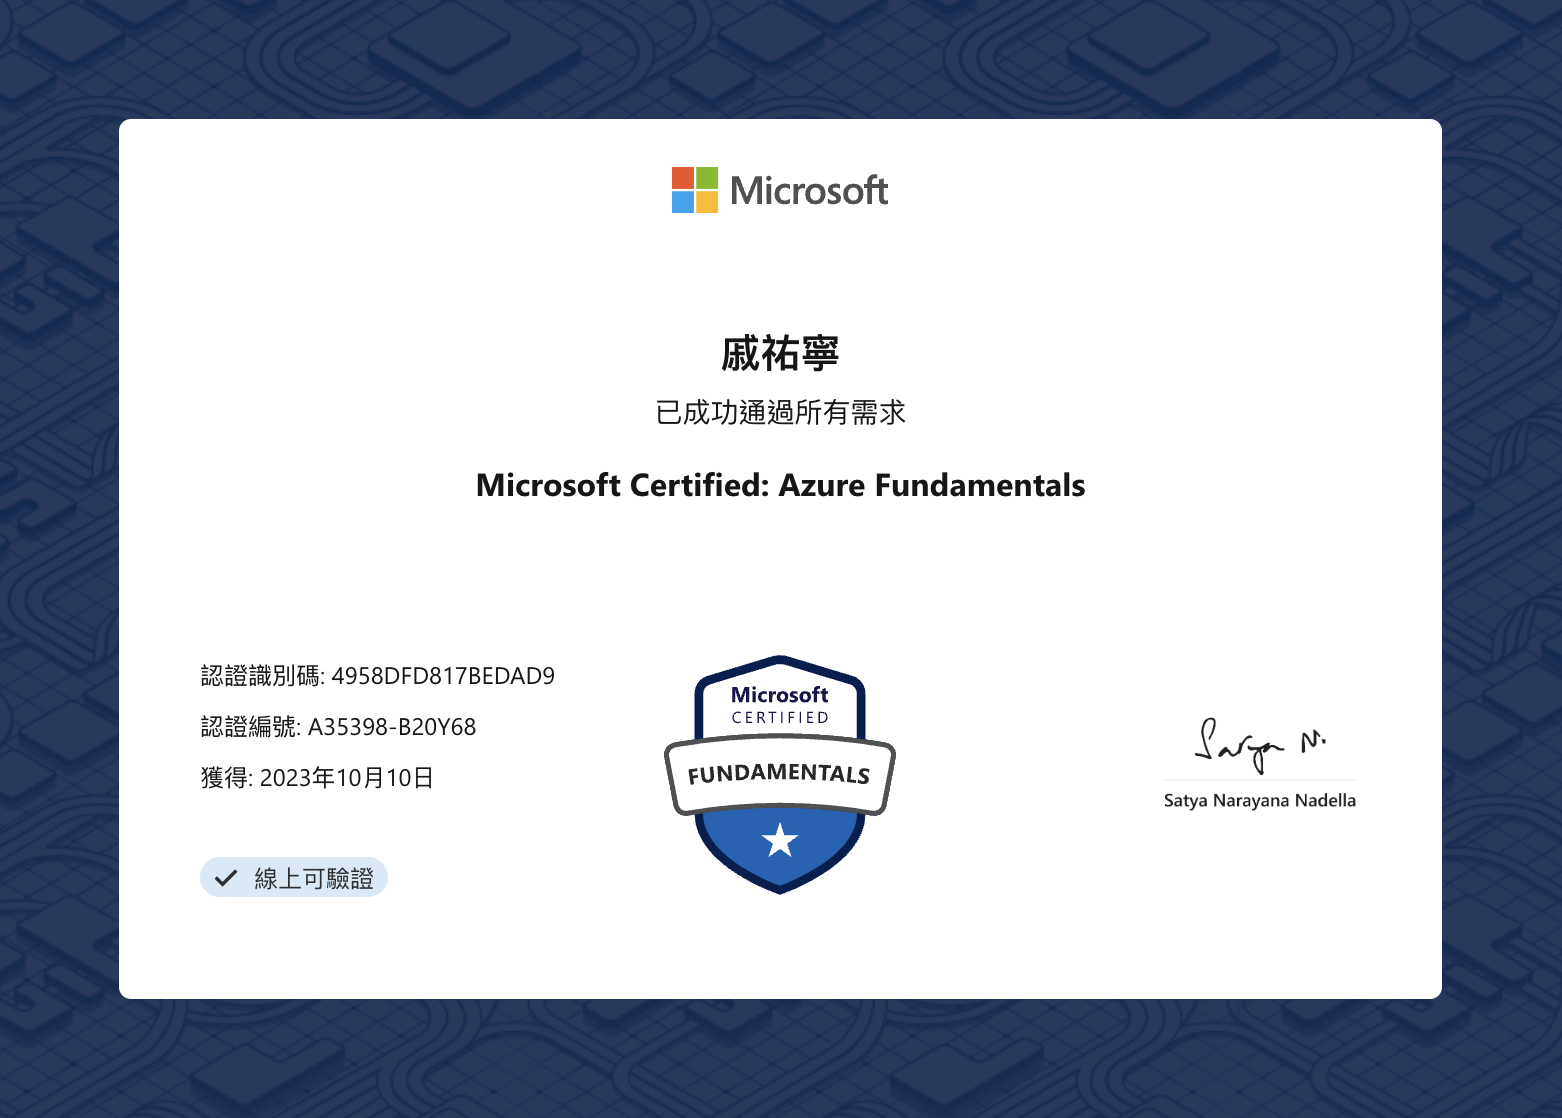 Microsoft
戚祐寧
已成功通過所有需求
Microsoft Certified: Azure Fundamentals
認證識別碼: 4958DFD817BEDAD9
認證編號: A35398-B20Y68
獲得: 2023年10月10日
線上可驗證
Microsoft
CERTIFIED
FUNDAMENTALS
Satya N.
Satya Narayana Nadella